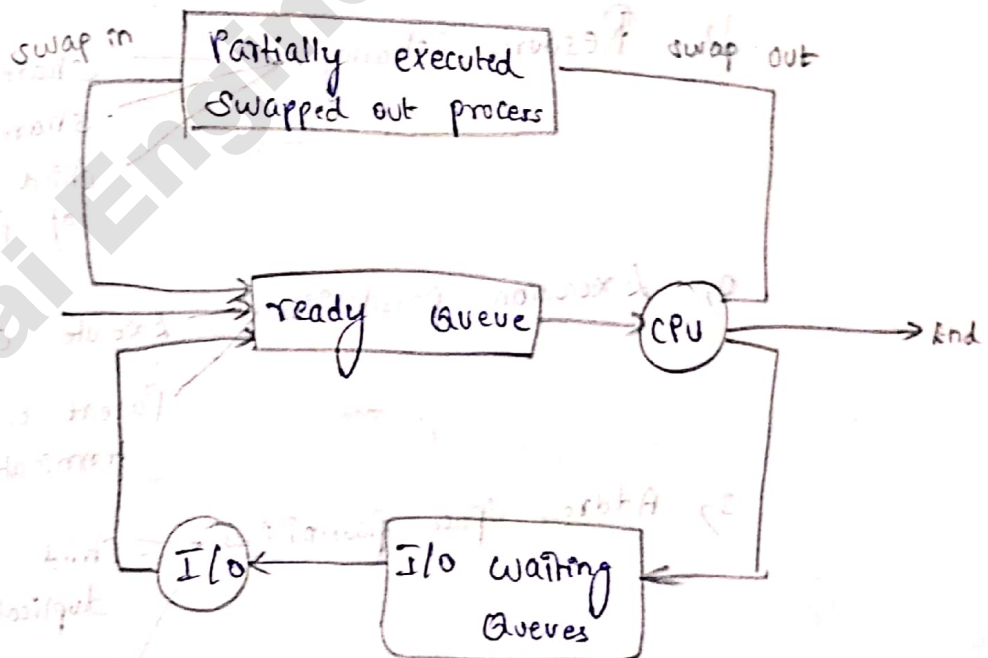 swap in
Partially executed
Swapped out process
swap out
ready Queue
CPU
End
I/O
I/O waiting
Queues